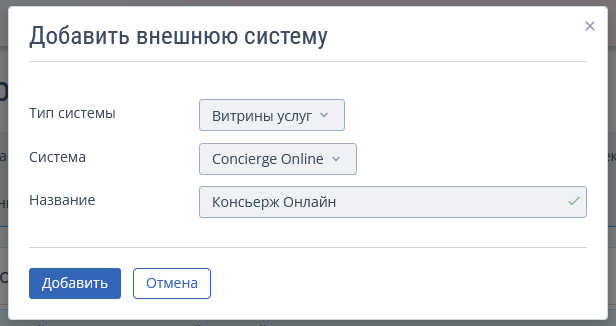 Добавить внешнюю систему
Тип системы
Витрины услуг
Система
Concierge Online
Название
Консьерж Онлайн
Добавить
Отмена